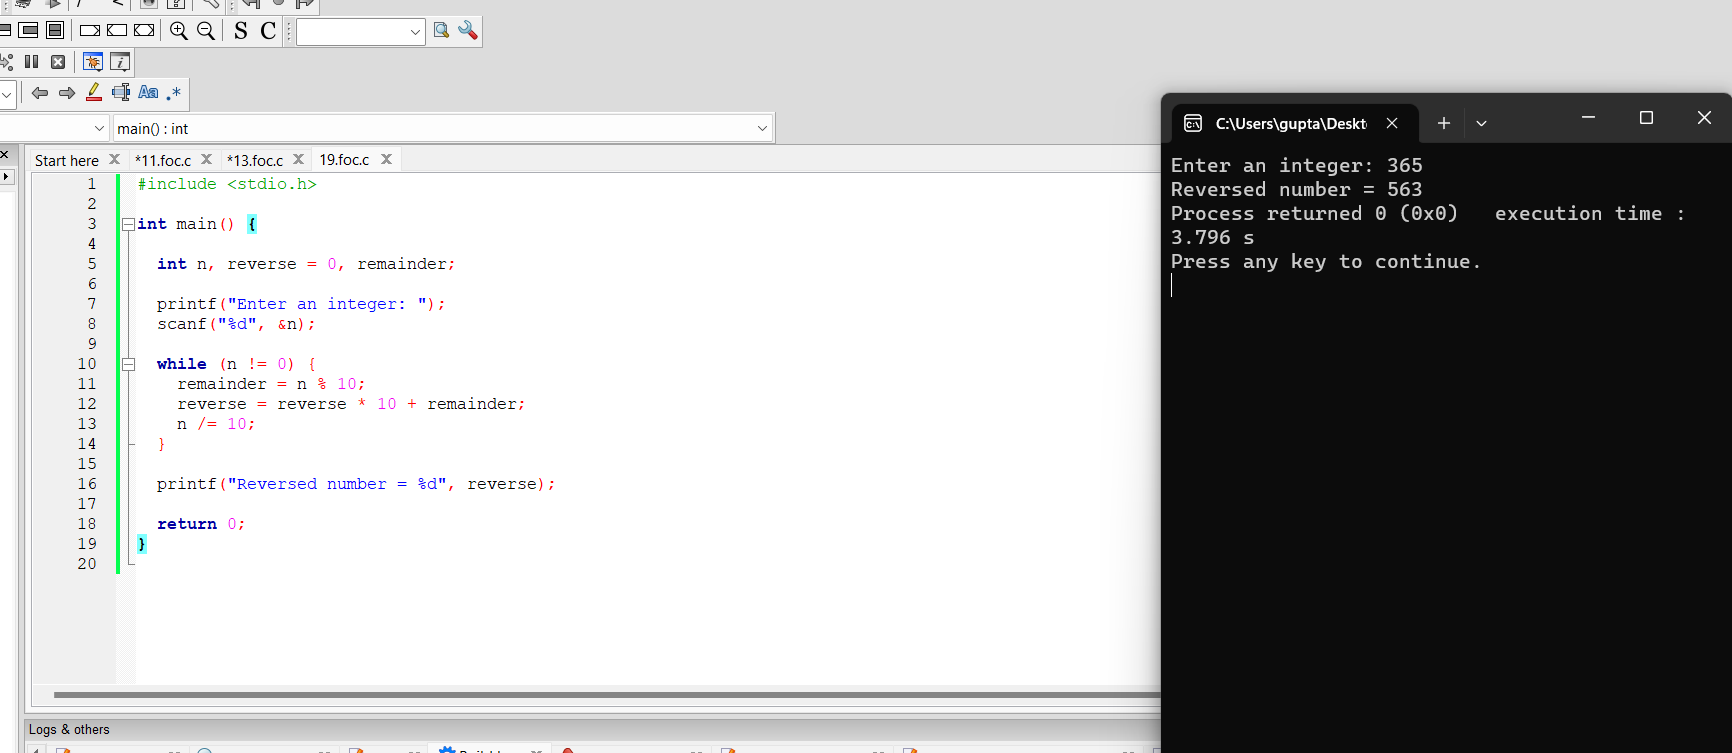 S C
Aa .*
main() : int
Start here
*11.foc.c
*13.foc.c
19.foc.c
1 #include <stdio.h>
2
3 int main() {
4
5 int n, reverse = 0, remainder;
6
7 printf("Enter an integer: ");
8 scanf("%d", &n);
9
10 while (n != 0) {
11 remainder = n % 10;
12 reverse = reverse * 10 + remainder;
13 n /= 10;
14 }
15
16 printf("Reversed number = %d", reverse);
17
18 return 0;
19 }
20
Logs & others
C:\Users\gupta\Deskt
Enter an integer: 365
Reversed number = 563
Process returned 0 (0x0)   execution time :
3.796 s
Press any key to continue.